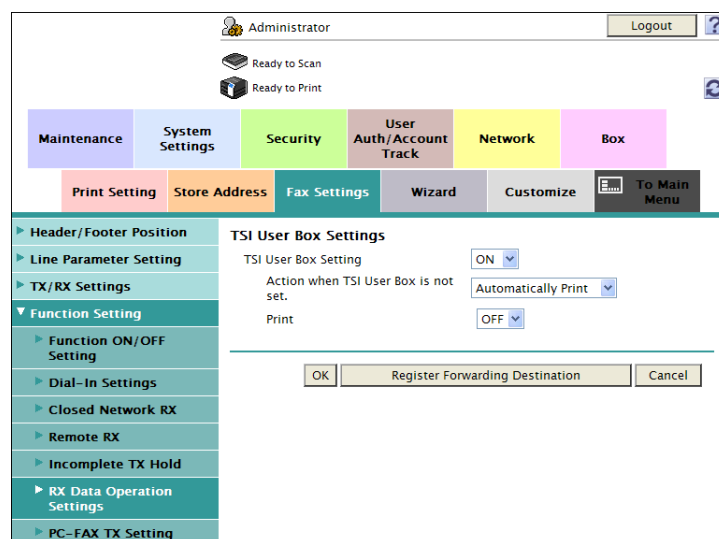 Administrator
Logout
?
Ready to Scan
Ready to Print
Maintenance
System
Settings
Security
User
Auth/Account
Track
Network
Box
Print Setting
Store Address
Fax Settings
Wizard
Customize
To Main
Menu
Header/Footer Position
Line Parameter Setting
TX/RX Settings
Function Setting
Function ON/OFF
Setting
Dial-In Settings
Closed Network RX
Remote RX
Incomplete TX Hold
RX Data Operation
Settings
PC-FAX TX Setting
TSI User Box Settings
TSI User Box Setting
ON
Action when TSI User Box is not
set.
Automatically Print
Print
OFF
OK
Register Forwarding Destination
Cancel